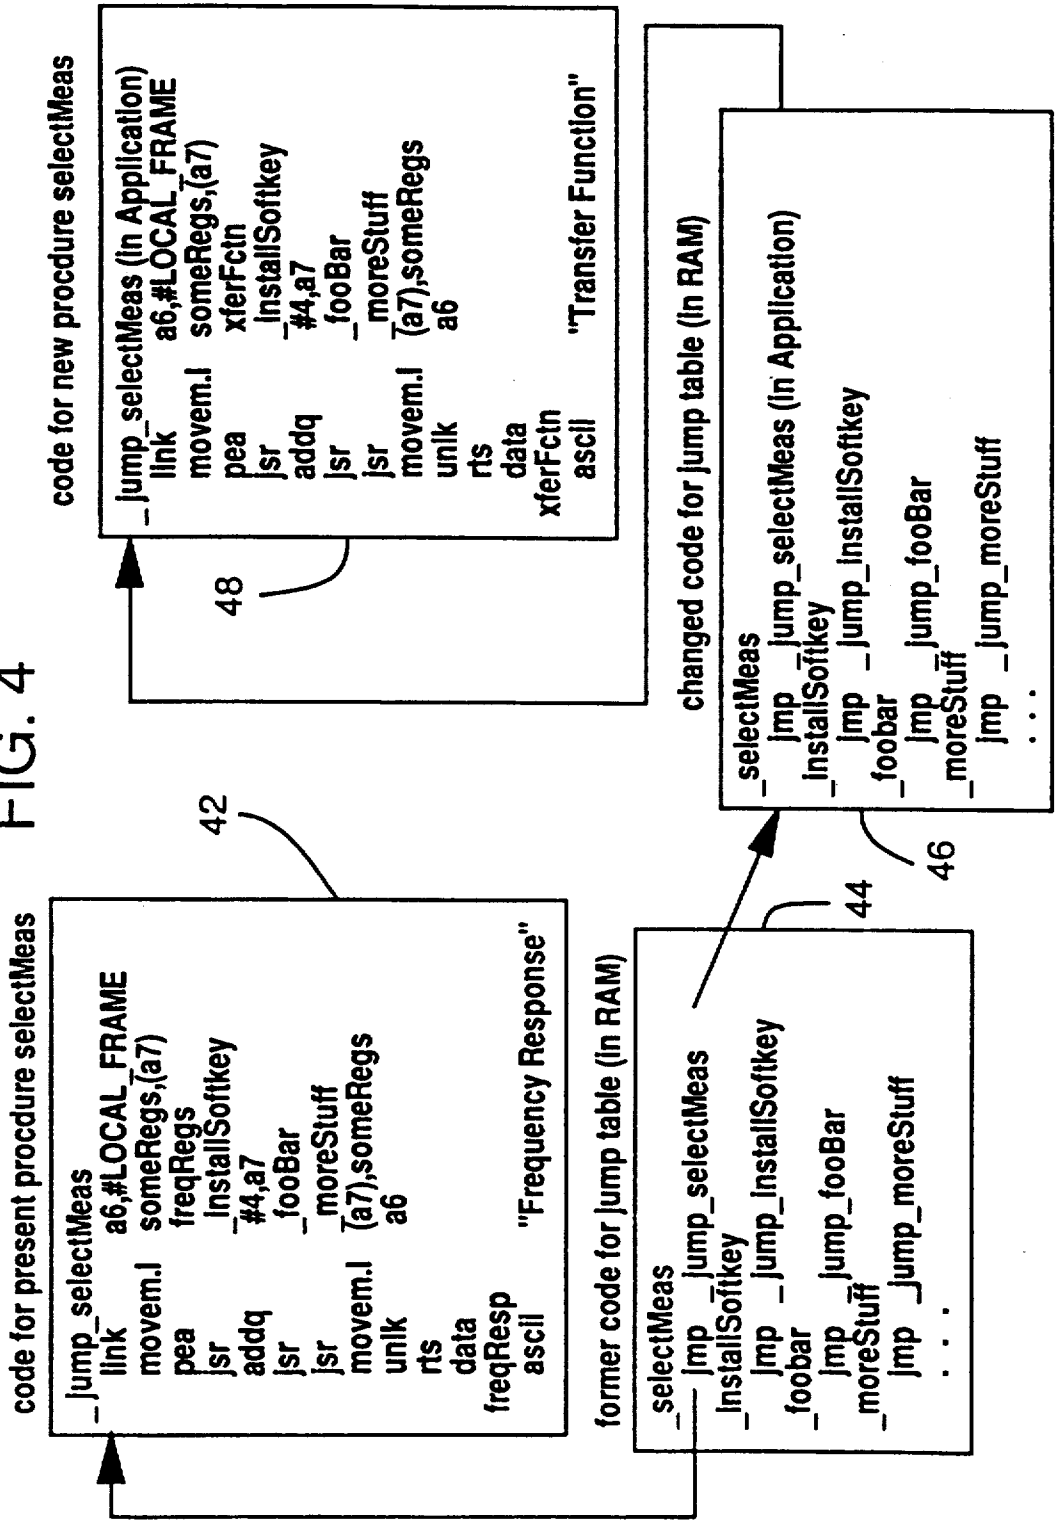 FIG. 4
code for present procdure selectMeas
_jump_selectMeas
link a6,#LOCAL_FRAME
movem.l someRegs,(a7)
pea freqRegs
jsr _installSoftkey
addq #4,a7
jsr _fooBar
jsr _moreStuff
movem.l (a7),someRegs
unlk a6
rts
data
freqResp
ascii "Frequency Response"
42
former code for jump table (in RAM)
_selectMeas
jmp _jump_selectMeas
_installSoftkey
jmp _jump_installSoftkey
_foobar
jmp _jump_fooBar
_moreStuff
jmp _jump_moreStuff
. . .
44
code for new procdure selectMeas
_jump_selectMeas (in Application)
link a6,#LOCAL_FRAME
movem.l someRegs,(a7)
pea xferFctn
jsr _installSoftkey
addq #4,a7
jsr _fooBar
jsr _moreStuff
movem.l (a7),someRegs
unlk a6
rts
data
xferFctn
ascii "Transfer Function"
48
changed code for jump table (in RAM)
_selectMeas
jmp _jump_selectMeas (in Application)
_installSoftkey
jmp _jump_installSoftkey
_foobar
jmp _jump_fooBar
_moreStuff
jmp _jump_moreStuff
. . .
46